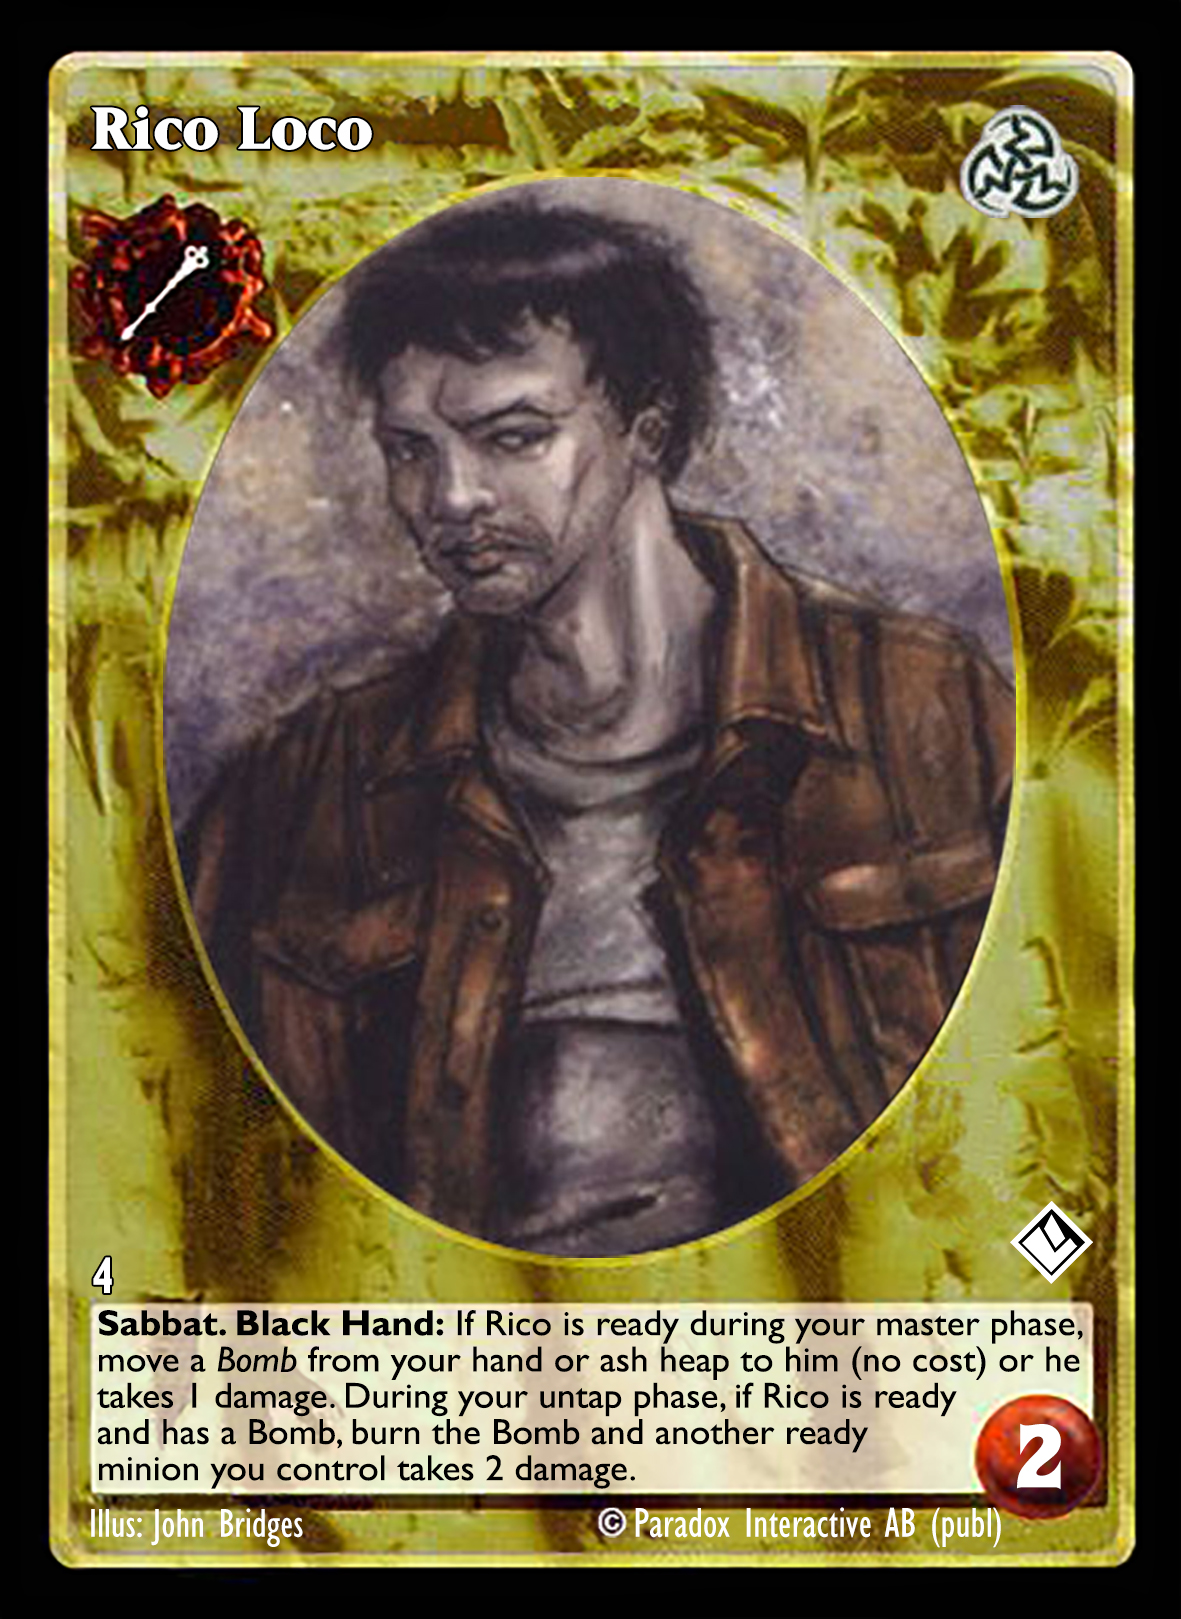 Rico Loco
4
Sabbat. Black Hand: If Rico is ready during your master phase,
move a Bomb from your hand or ash heap to him (no cost) or he
takes 1 damage. During your untap phase, if Rico is ready
and has a Bomb, burn the Bomb and another ready
minion you control takes 2 damage.
2
Illus: John Bridges © Paradox Interactive AB (publ)